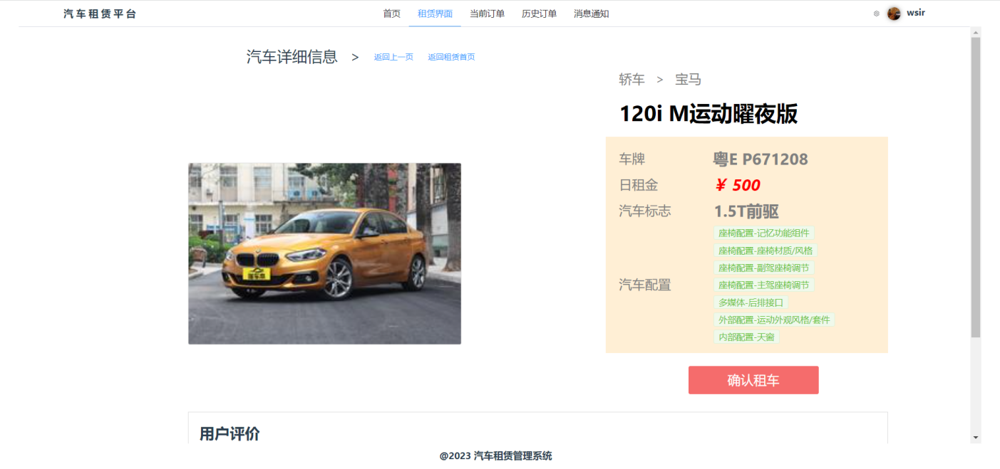 汽车租赁平台 首页 租赁界面 当前订单 历史订单 消息通知 wsir
汽车详细信息 > 返回上一页 返回租赁首页
轿车 > 宝马
120i M运动曜夜版
车牌 粤E P671208
日租金 ￥ 500
汽车标志 1.5T前驱
汽车配置
座椅配置-记忆功能组件
座椅配置-座椅材质/风格
座椅配置-副驾座椅调节
座椅配置-主驾座椅调节
多媒体-后排接口
外部配置-运动外观风格/套件
内部配置-天窗
确认租车
用户评价
@2023 汽车租赁管理系统